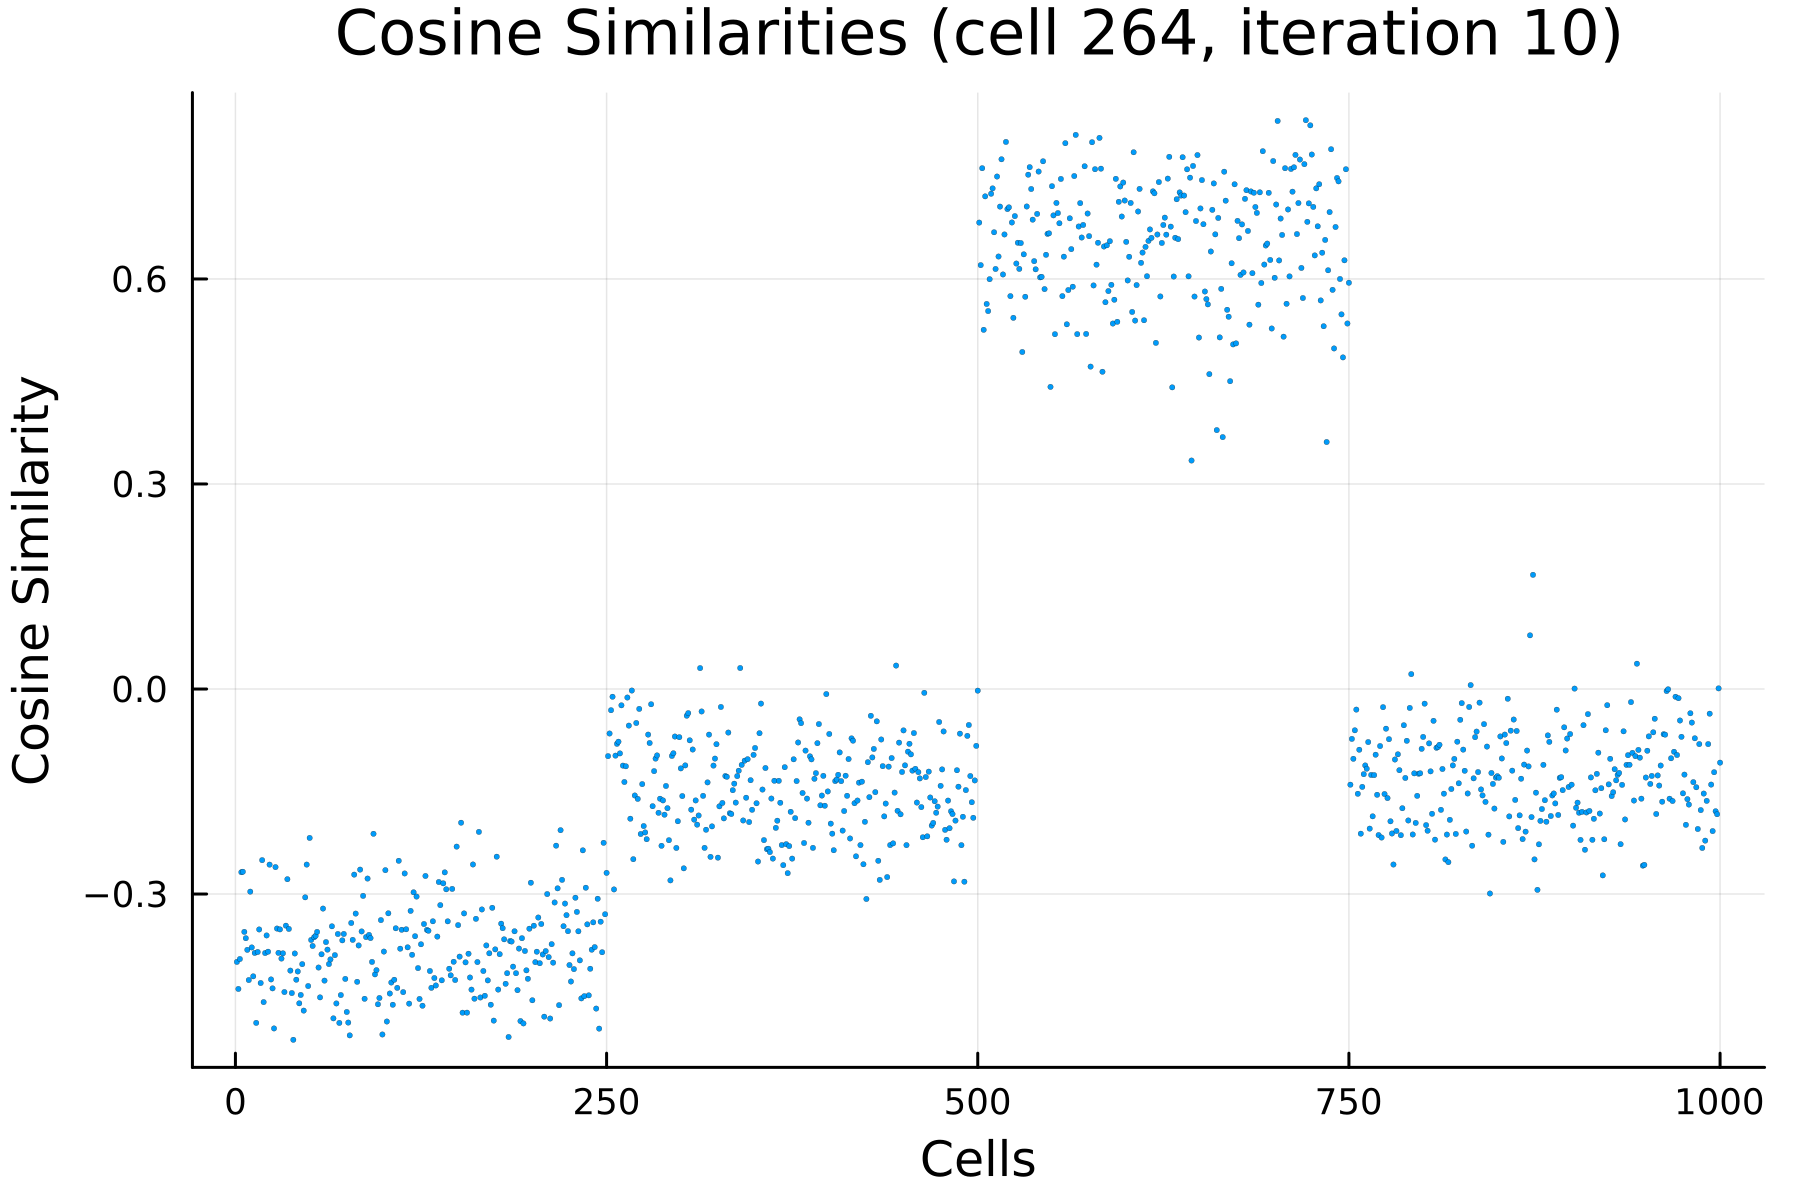 Cosine Similarities (cell 264, iteration 10)
Cosine Similarity
0.6
0.3
0.0
−0.3
0 250 500 750 1000
Cells